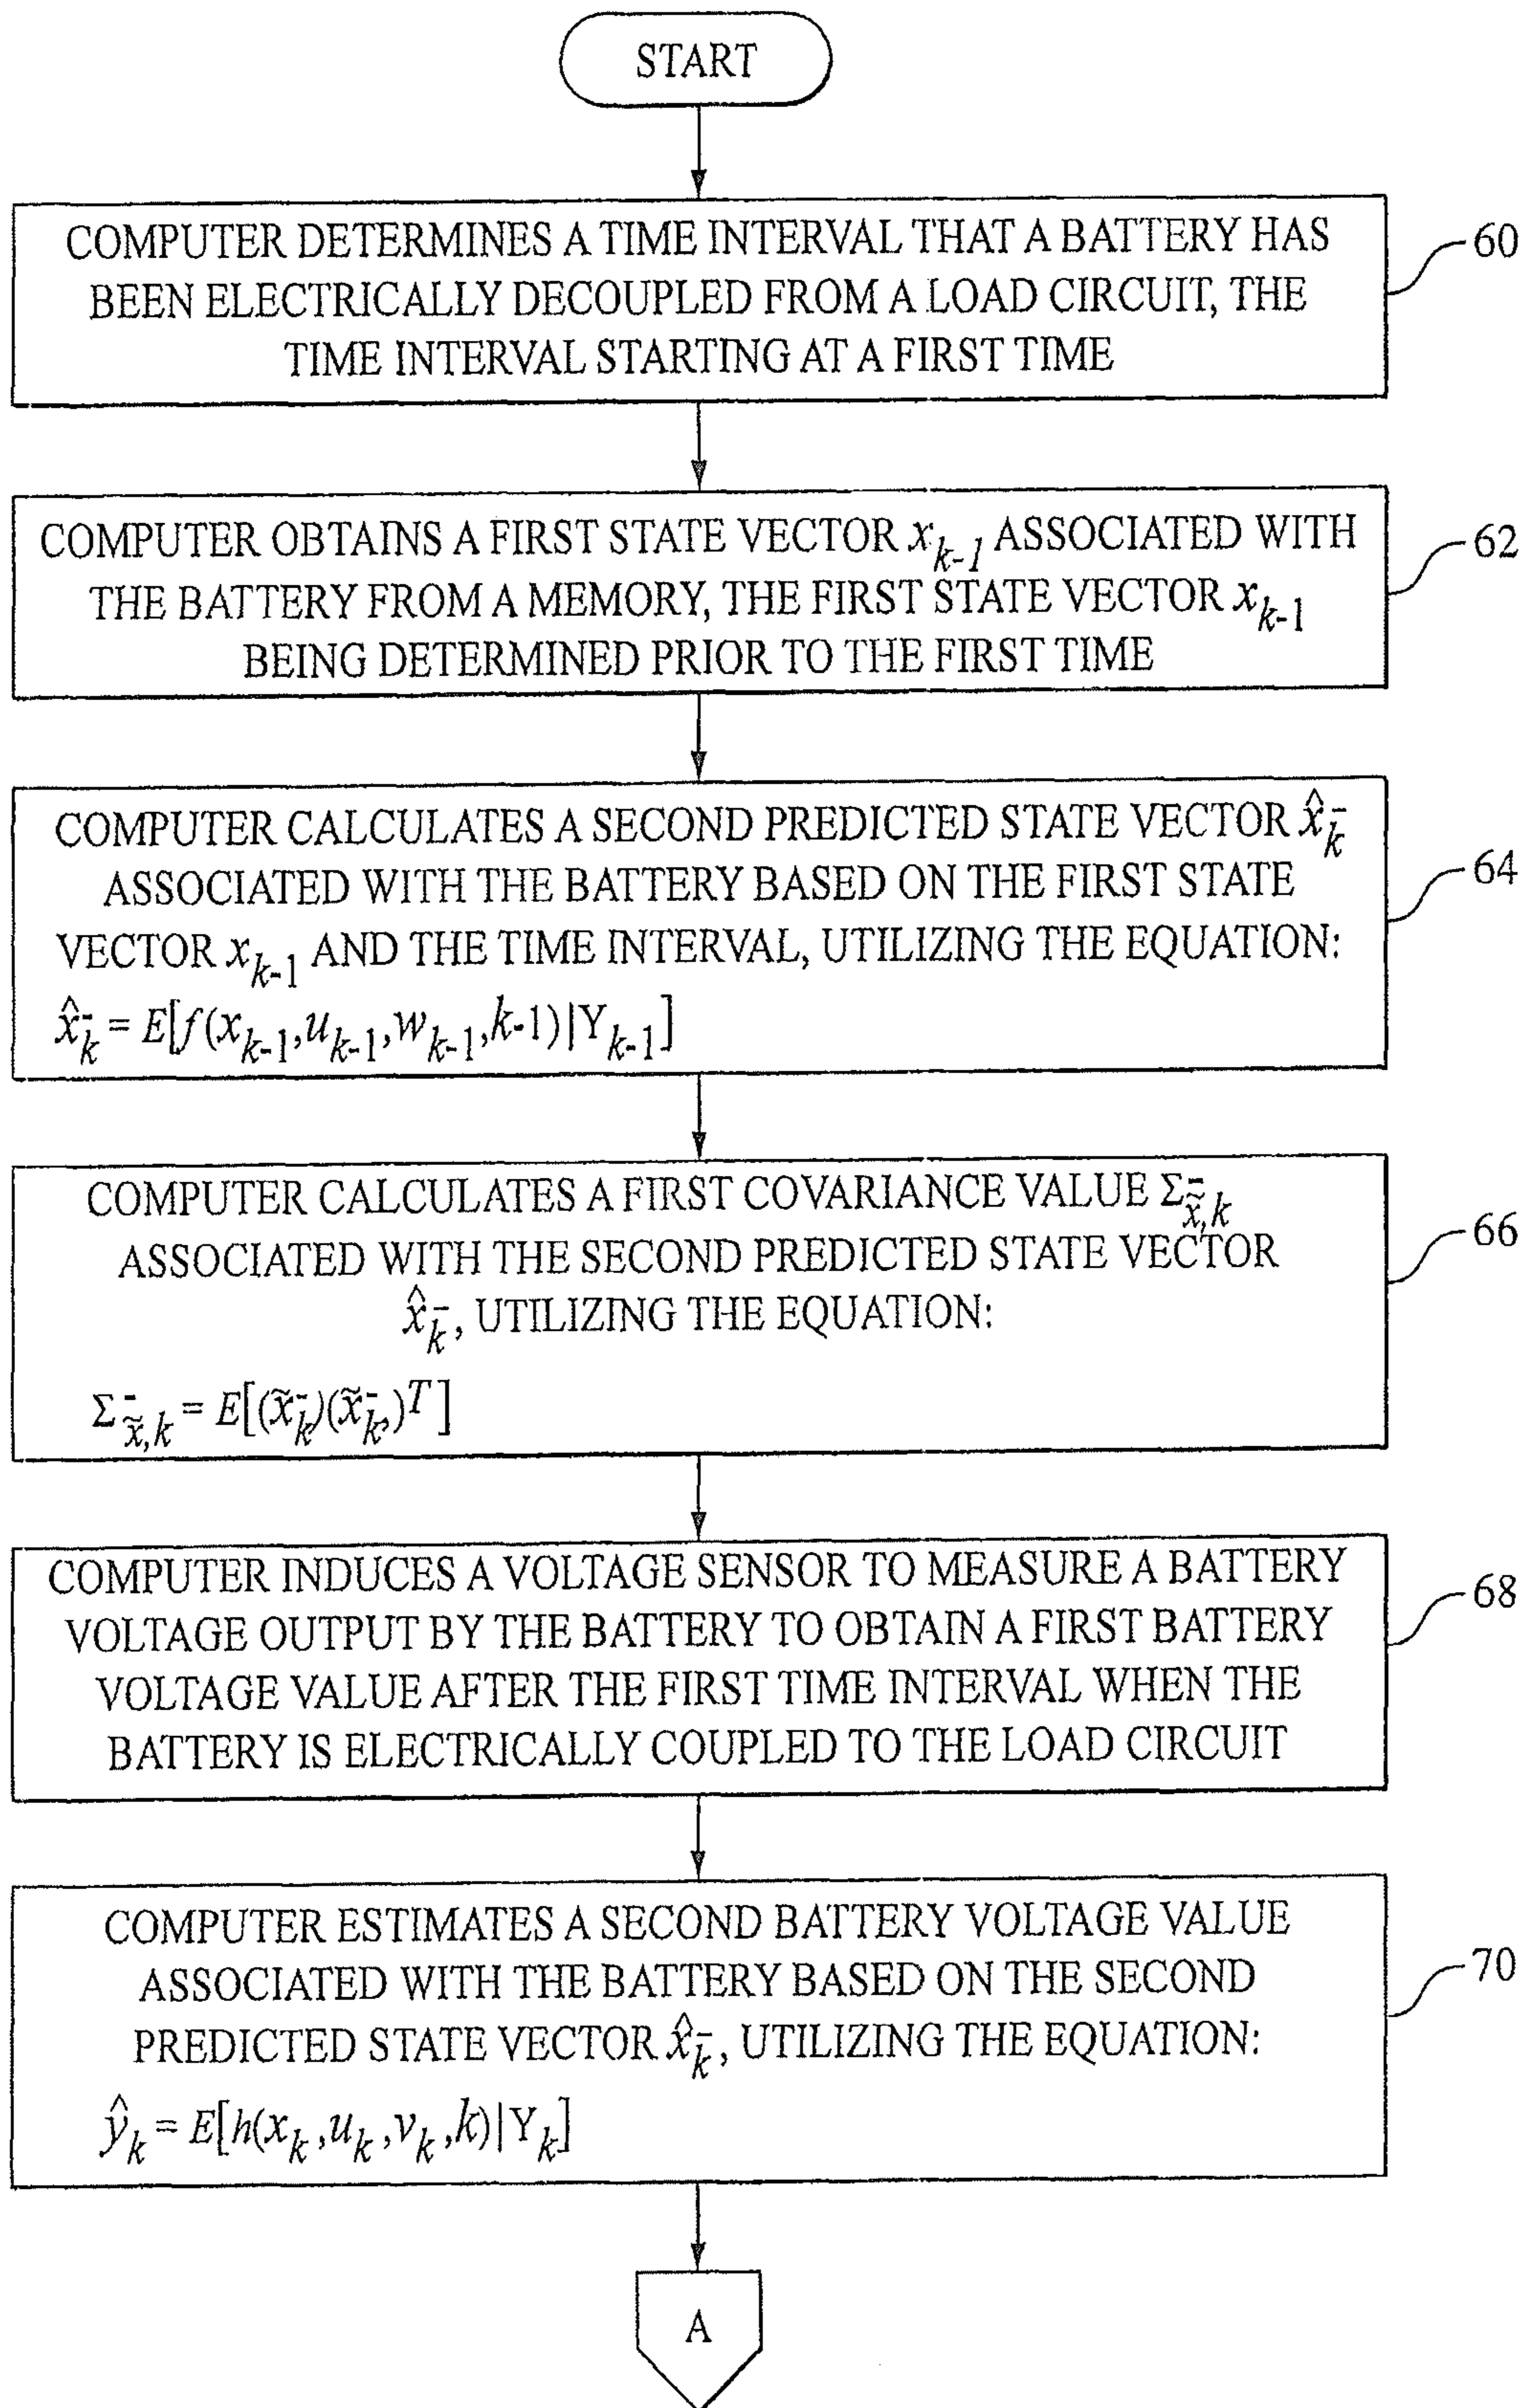 START
COMPUTER DETERMINES A TIME INTERVAL THAT A BATTERY HAS
BEEN ELECTRICALLY DECOUPLED FROM A LOAD CIRCUIT, THE
TIME INTERVAL STARTING AT A FIRST TIME
60
COMPUTER OBTAINS A FIRST STATE VECTOR x_{k-1} ASSOCIATED WITH
THE BATTERY FROM A MEMORY, THE FIRST STATE VECTOR x_{k-1}
BEING DETERMINED PRIOR TO THE FIRST TIME
62
COMPUTER CALCULATES A SECOND PREDICTED STATE VECTOR x̂_k^-
ASSOCIATED WITH THE BATTERY BASED ON THE FIRST STATE
VECTOR x_{k-1} AND THE TIME INTERVAL, UTILIZING THE EQUATION:
x̂_k^- = E[f(x_{k-1},u_{k-1},w_{k-1},k-1)|Y_{k-1}]
64
COMPUTER CALCULATES A FIRST COVARIANCE VALUE Σ^-_{x̃,k}
ASSOCIATED WITH THE SECOND PREDICTED STATE VECTOR
x̂_k^-, UTILIZING THE EQUATION:
Σ^-_{x̃,k} = E[(x̃_k^-)(x̃_k^-,)^T]
66
COMPUTER INDUCES A VOLTAGE SENSOR TO MEASURE A BATTERY
VOLTAGE OUTPUT BY THE BATTERY TO OBTAIN A FIRST BATTERY
VOLTAGE VALUE AFTER THE FIRST TIME INTERVAL WHEN THE
BATTERY IS ELECTRICALLY COUPLED TO THE LOAD CIRCUIT
68
COMPUTER ESTIMATES A SECOND BATTERY VOLTAGE VALUE
ASSOCIATED WITH THE BATTERY BASED ON THE SECOND
PREDICTED STATE VECTOR x̂_k^-, UTILIZING THE EQUATION:
ŷ_k = E[h(x_k,u_k,v_k,k)|Y_k]
70
A